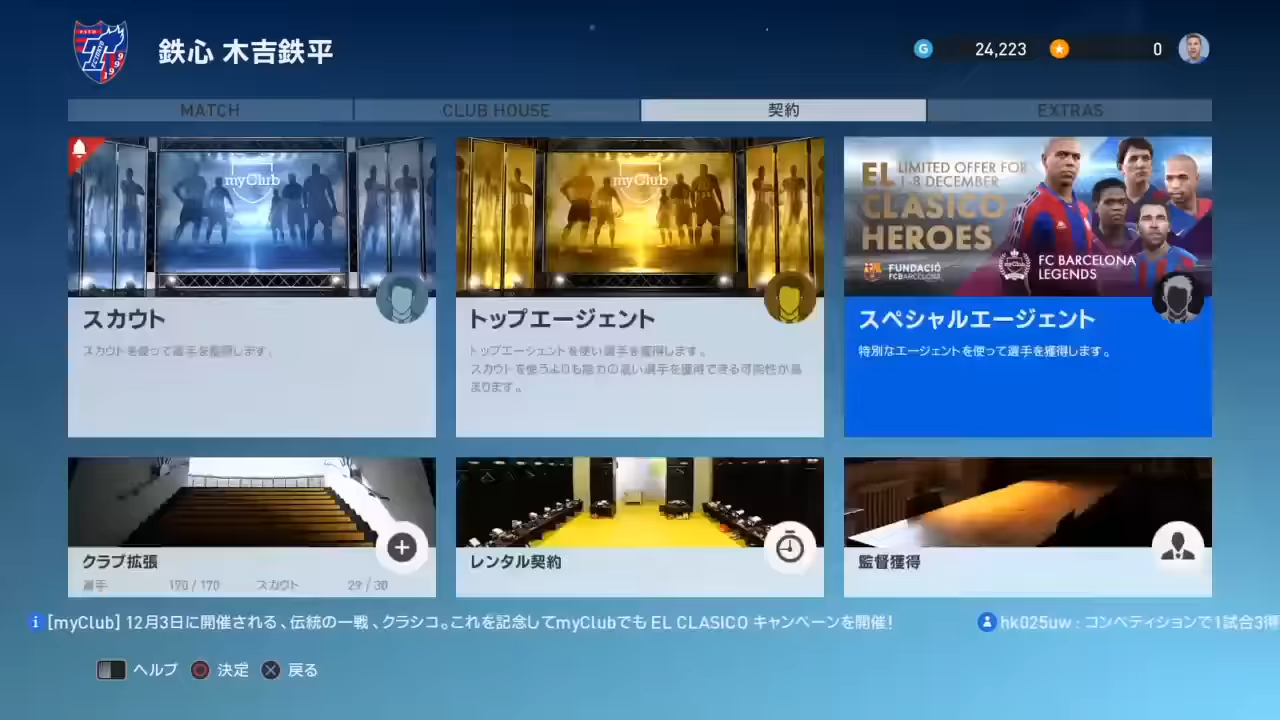 鉄心 木吉鉄平
24,223
0
MATCH
CLUB HOUSE
契約
EXTRAS
myClub
myClub
EL
LIMITED OFFER FOR
1-8 DECEMBER
CLASICO
HEROES
FUNDACIÓ
FCBARCELONA
FC BARCELONA
LEGENDS
スカウト
スカウトを使って選手を獲得します。
トップエージェント
トップエージェントを使い選手を獲得します。
スカウトを使うよりも能力の高い選手を獲得できる可能性が高
まります。
スペシャルエージェント
特別なエージェントを使って選手を獲得します。
クラブ拡張
選手 170 / 170 スカウト 29 / 30
レンタル契約
監督獲得
[myClub] 12月3日に開催される、伝統の一戦、クラシコ。これを記念してmyClubでも EL CLASICO キャンペーンを開催!
hk025uw : コンペティションで1試合3得
ヘルプ 決定 戻る